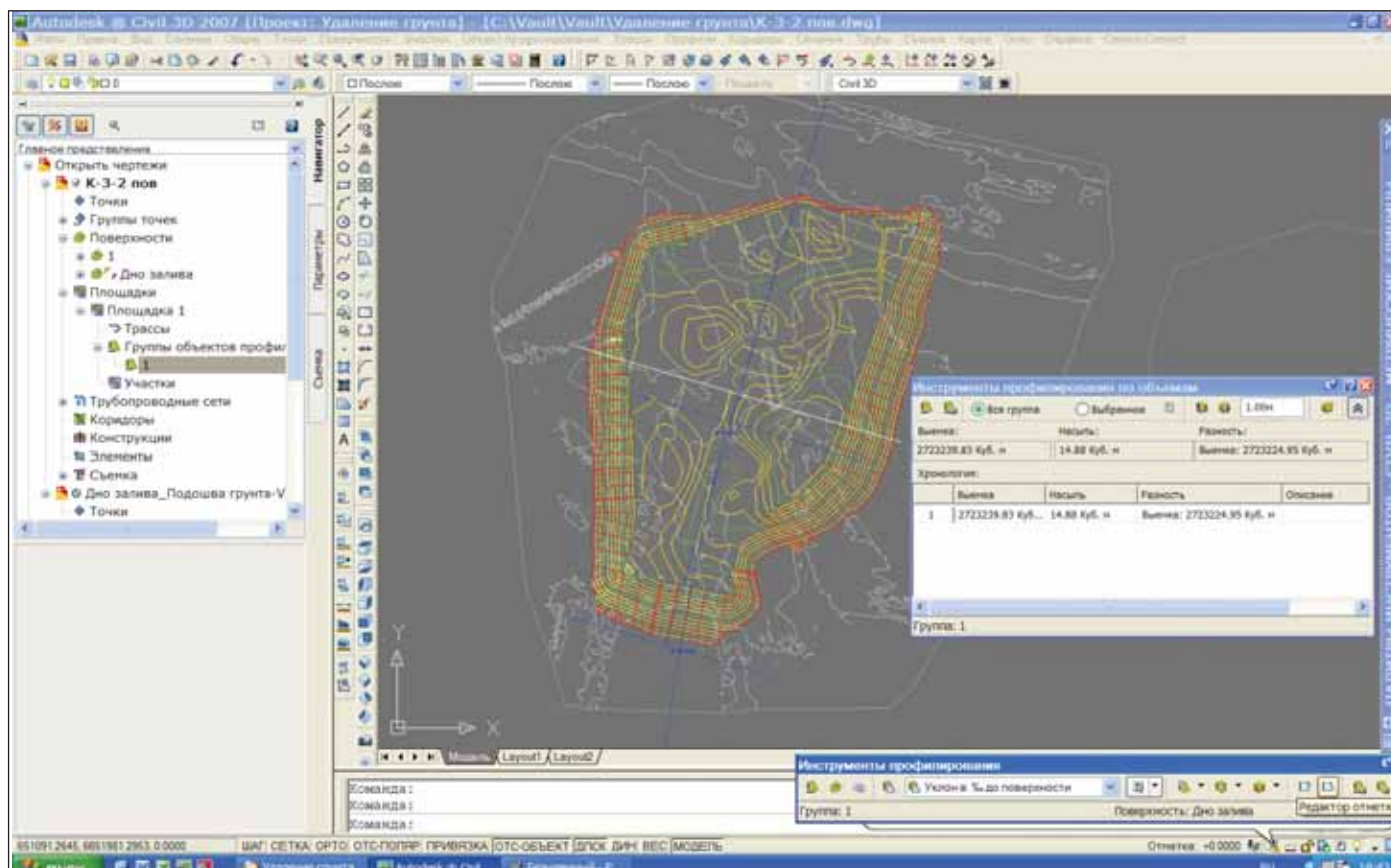 Autodesk Civil 3D 2007 [Проект: Удаление грунта] - [C:\Vault\Vault\Удаление грунта\К-3-2 пов.dwg]
0
Послою
Послою
Послою
Civil 3D
Главное представление
Открыть чертежи
К-3-2 пов
Точки
Группы точек
Поверхности
1
Дно залива
Площадки
Площадка 1
Трассы
Группы объектов профил
1
Участки
Трубопроводные сети
Коридоры
Конструкции
Элементы
Съемка
Дно залива_Подошва грунта-V
Точки
Навигатор
Параметры
Съемка
Инструменты профилирования по объемам
Вся группа
Выбранное
1.00м
Выемка:
Насыпь:
Разность:
2723239.83 Куб. м
14.88 Куб. м
Выемка: 2723224.95 Куб. м
Хронология:
Выемка
Насыпь
Разность
Описание
1
2723239.83 Куб...
14.88 Куб. м
Выемка: 2723224.95 Куб. м
Группа: 1
Y
X
Модель
Layout1
Layout2
Команда:
Команда:
Команда:
Инструменты профилирования
Уклон в ‰ до поверхности
Группа: 1
Поверхность: Дно залива
Редактор отметк
ШАГ СЕТКА ОРТО ОТС-ПОЛЯР ПРИВЯЗКА ОТС-ОБЪЕКТ ДПСК ДИН ВЕС МОДЕЛЬ
Отметка: +0.0000
Удаление грунта